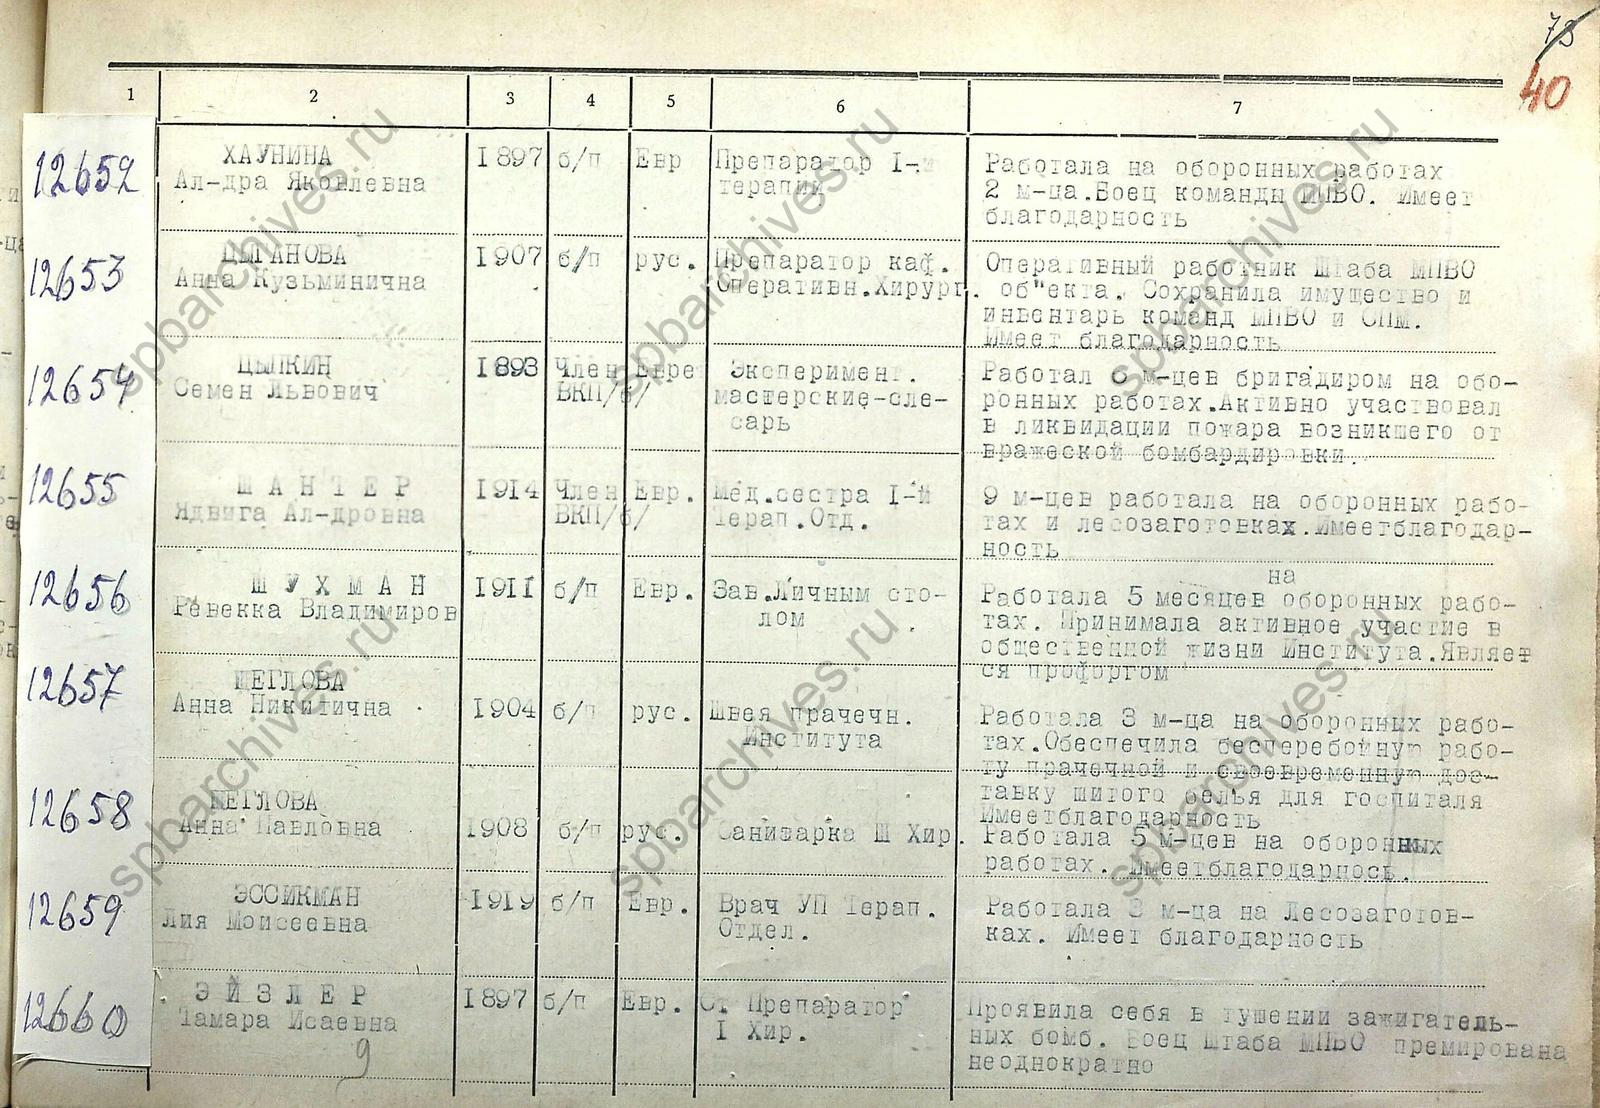 73
40
1 2 3 4 5 6 7
12652 ХАУНИНА 1897 б/п Евр Препаратор I-й Работала на оборонных работах
Ал-дра Яковлевна терапии 2 м-ца.Боец команды МПВО. Имеет
благодарность
12653 ЦЫГАНОВА 1907 б/п рус. Препаратор каф. Оперативный работник Штаба МПВО
Анна Кузьминична Оперативн.Хирург. об"екта. Сохранила имущество и
инвентарь команд МПВО и СПМ.
Имеет благодарность
12654 ЦЫПКИН 1893 Член Евре Эксперимент. Работал 6 м-цев бригадиром на обо-
Семен Львович ВКП/б/ мастерские-сле- ронных работах.Активно участвовал
сарь в ликвидации пожара возникшего от
вражеской бомбардировки.
12655 ШАНТЕР 1914 Член Евр. Мед.сестра I-й 9 м-цев работала на оборонных рабо-
Ядвига Ал-дровна ВКП/б/ Терап.Отд. тах и лесозаготовках.Имеетблагодар-
ность
на
12656 ШУХМАН 1911 б/п Евр. Зав.Личным сто- Работала 5 месяцев оборонных рабо-
Ревекка Владимиров лом тах. Принимала активное участие в
общественной жизни Института.Являет
ся профоргом
12657 ЩЕГЛОВА
Анна Никитична 1904 б/п рус. Швея прачечн. Работала 3 м-ца на оборонных рабо-
Института тах.Обеспечила бесперебойную рабо-
ту прачечной и своевременную дос-
тавку шитого белья для госпиталя
Имеетблагодарность
12658 ЩЕГЛОВА
Анна Павловна 1908 б/п рус. Санитарка Ш Хир. Работала 5 м-цев на оборонных
работах. Имеетблагодарнось.
12659 ЭССИКМАН 1919 б/п Евр. Врач УП Терап. Работала 3 м-ца на Лесозаготов-
Лия Моисеевна Отдел. ках. Имеет благодарность
12660 ЭЙЗЛЕР 1897 б/п Евр. Ст Препаратор Проявила себя в тушении зажигатель-
Тамара Исаевна I Хир. ных бомб. Боец Штаба МПВО премирована
неоднократно
9
spbarchives.ru
spbarchives.ru
spbarchives.ru
spbarchives.ru
spbarchives.ru
spbarchives.ru